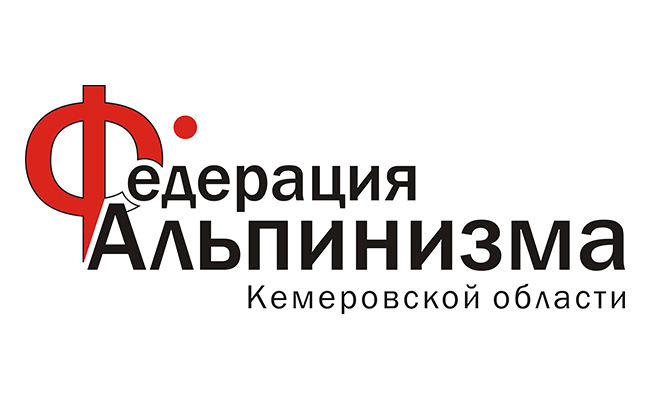 Федерация
Альпинизма
Кемеровской области